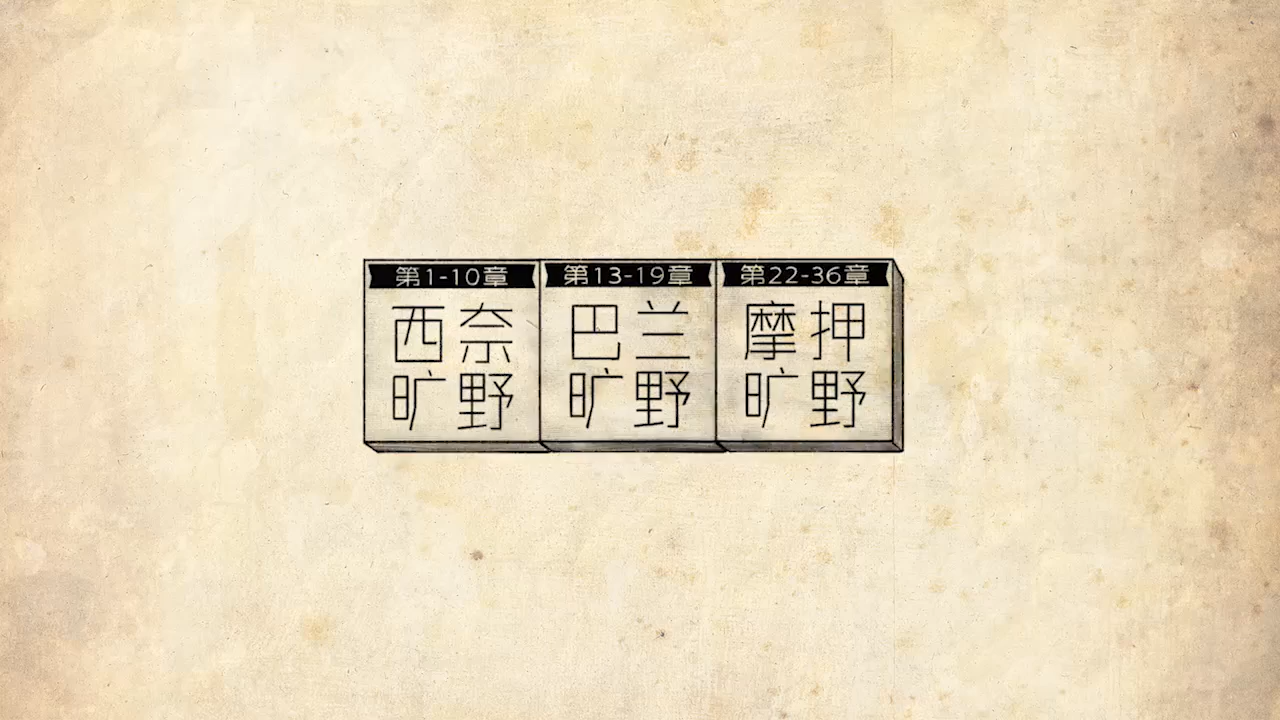 第1-10章
西奈
旷野
第13-19章
巴兰
旷野
第22-36章
摩押
旷野